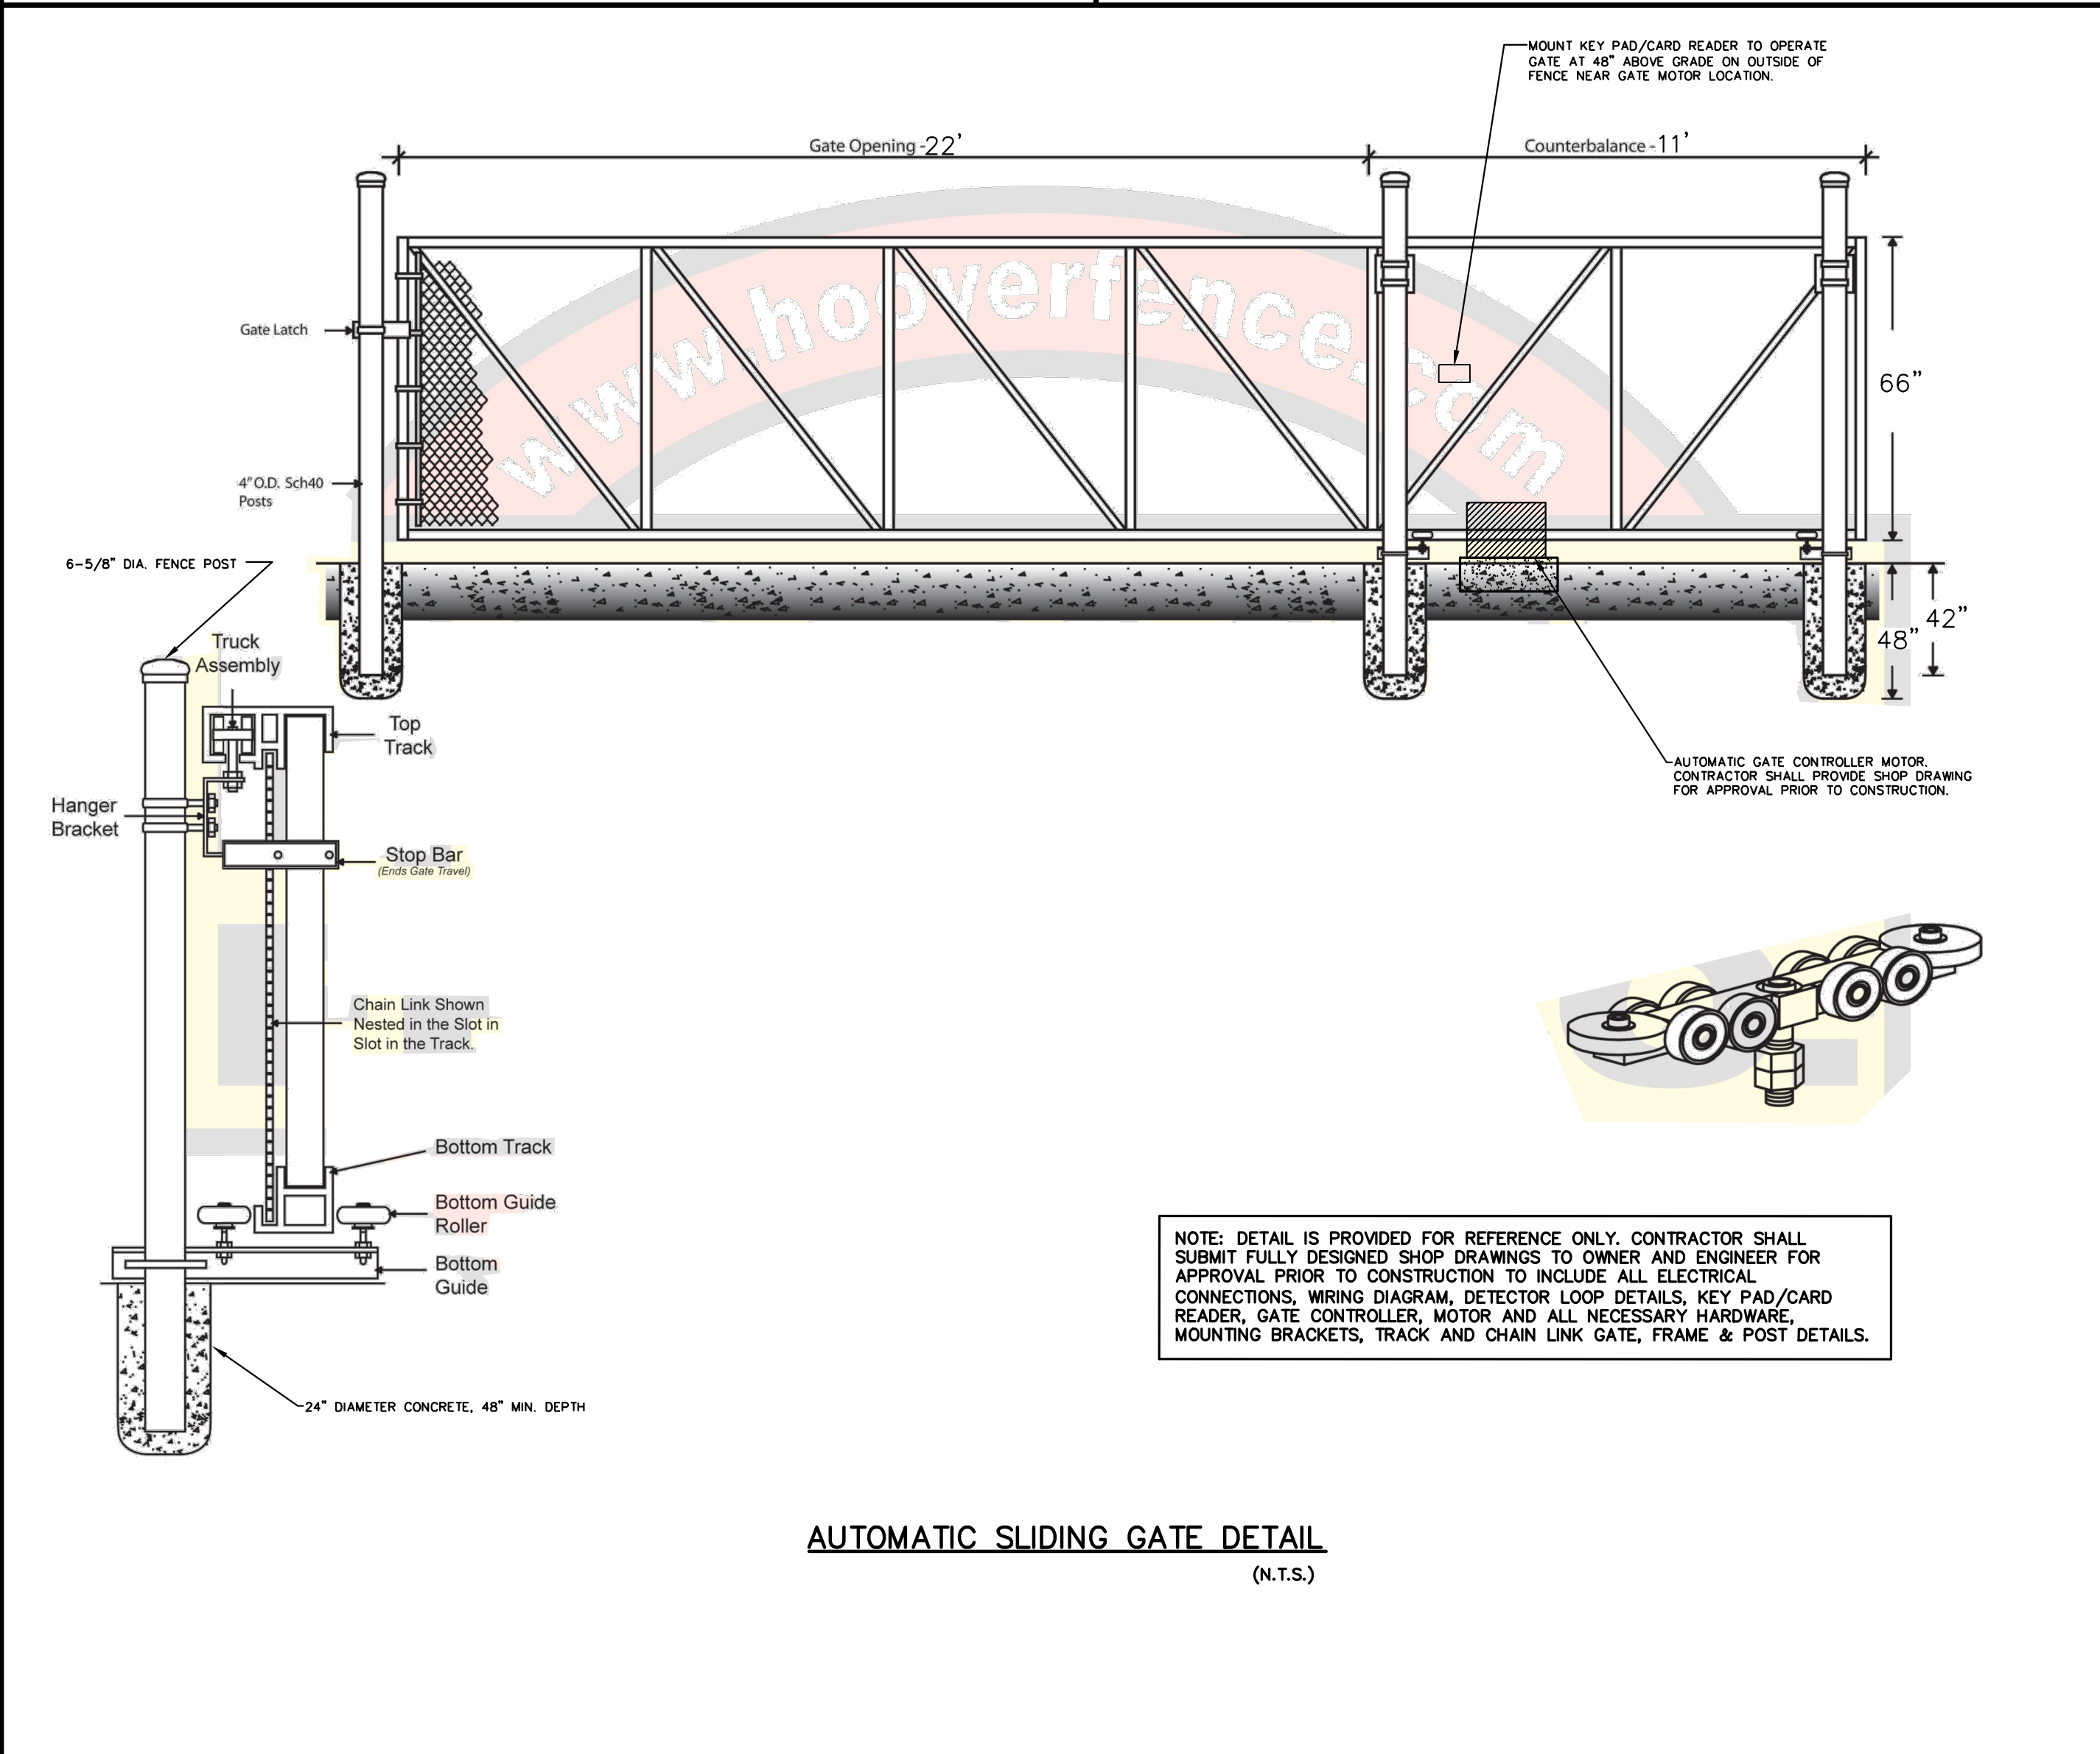 MOUNT KEY PAD/CARD READER TO OPERATE
GATE AT 48" ABOVE GRADE ON OUTSIDE OF
FENCE NEAR GATE MOTOR LOCATION.
Gate Opening -22'
Counterbalance - 11'
www.hooverfence.com
Gate Latch
66"
4" O.D. Sch40
Posts
6-5/8" DIA. FENCE POST
42"
48"
Truck
Assembly
Top
Track
AUTOMATIC GATE CONTROLLER MOTOR.
CONTRACTOR SHALL PROVIDE SHOP DRAWING
FOR APPROVAL PRIOR TO CONSTRUCTION.
Hanger
Bracket
Stop Bar
(Ends Gate Travel)
Chain Link Shown
Nested in the Slot in
Slot in the Track.
Bottom Track
Bottom Guide
Roller
Bottom
Guide
NOTE: DETAIL IS PROVIDED FOR REFERENCE ONLY. CONTRACTOR SHALL
SUBMIT FULLY DESIGNED SHOP DRAWINGS TO OWNER AND ENGINEER FOR
APPROVAL PRIOR TO CONSTRUCTION TO INCLUDE ALL ELECTRICAL
CONNECTIONS, WIRING DIAGRAM, DETECTOR LOOP DETAILS, KEY PAD/CARD
READER, GATE CONTROLLER, MOTOR AND ALL NECESSARY HARDWARE,
MOUNTING BRACKETS, TRACK AND CHAIN LINK GATE, FRAME & POST DETAILS.
24" DIAMETER CONCRETE, 48" MIN. DEPTH
AUTOMATIC SLIDING GATE DETAIL
(N.T.S.)